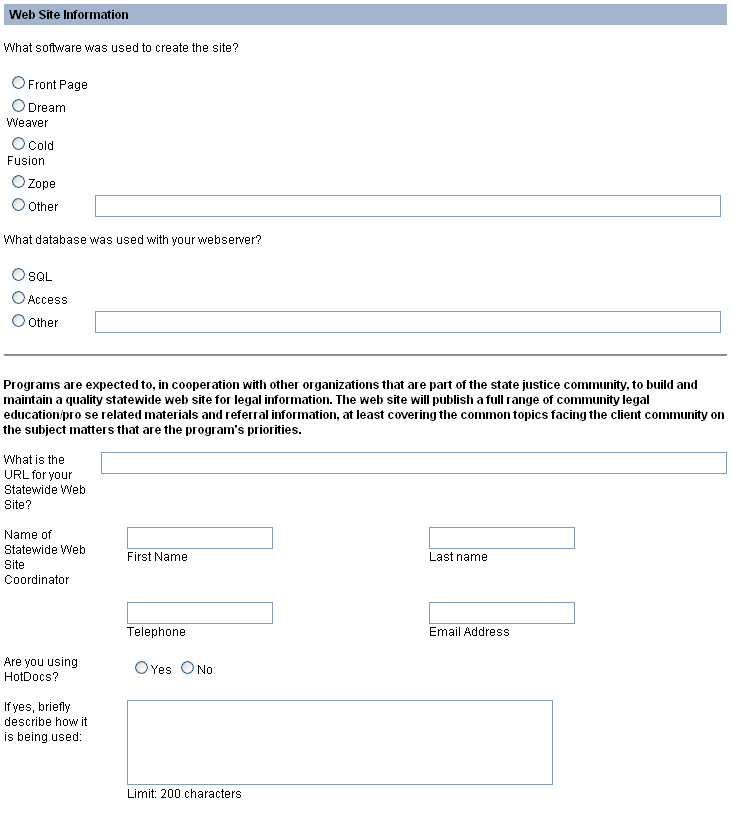 Web Site Information
What software was used to create the site?
Front Page
Dream
Weaver
Cold
Fusion
Zope
Other
What database was used with your webserver?
SQL
Access
Other
Programs are expected to, in cooperation with other organizations that are part of the state justice community, to build and
maintain a quality statewide web site for legal information. The web site will publish a full range of community legal
education/pro se related materials and referral information, at least covering the common topics facing the client community on
the subject matters that are the program's priorities.
What is the
URL for your
Statewide Web
Site?
Name of
Statewide Web
Site
Coordinator
First Name
Last name
Telephone
Email Address
Are you using
HotDocs?
Yes No
If yes, briefly
describe how it
is being used:
Limit: 200 characters